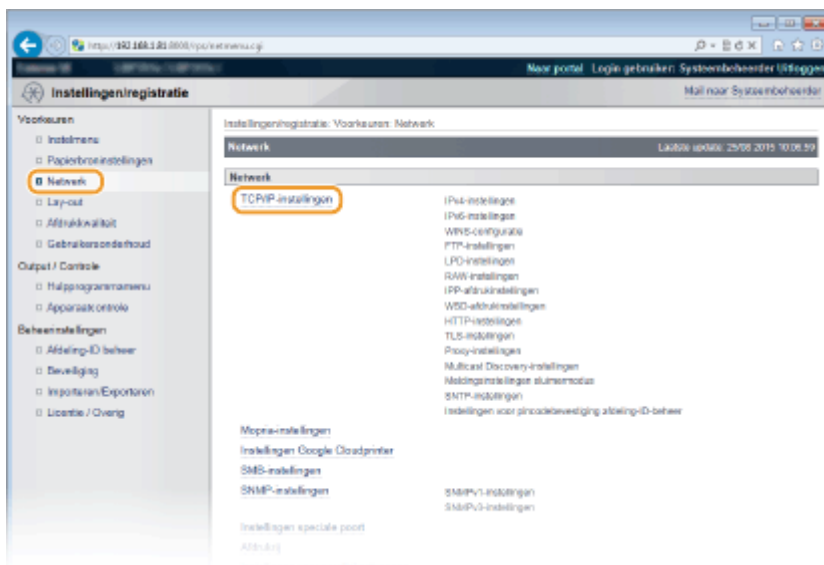 http://192.168.1.81:8000/rps/netmenu.cgi
Naar portal Login gebruiker: Systeembeheerder Uitloggen
Instellingen/registratie
Mail naar Systeembeheerder
Voorkeuren
Instelmenu
Papierbroninstellingen
Netwerk
Lay-out
Afdrukkwaliteit
Gebruikersonderhoud
Output / Controle
Hulpprogrammamenu
Apparaatcontrole
Beheerinstellingen
Afdeling-ID beheer
Beveiliging
Importeren/Exporteren
Licentie / Overig
Instellingen/registratie: Voorkeuren: Netwerk
Netwerk
Laatste update: 25/06 2015 10:06:59
Netwerk
TCP/IP-instellingen
IPv4-instellingen
IPv6-instellingen
WINS-configuratie
FTP-instellingen
LPD-instellingen
RAW-instellingen
IPP-afdrukinstellingen
WSD-afdrukinstellingen
HTTP-instellingen
TLS-instellingen
Proxy-instellingen
Multicast Discovery-instellingen
Meldingsinstellingen sluimermodus
SNTP-instellingen
Instellingen voor pincodebevestiging afdeling-ID-beheer
Mopria-instellingen
Instellingen Google Cloudprinter
SMB-instellingen
SNMP-instellingen
SNMPv1-instellingen
SNMPv3-instellingen
Instellingen speciale poort